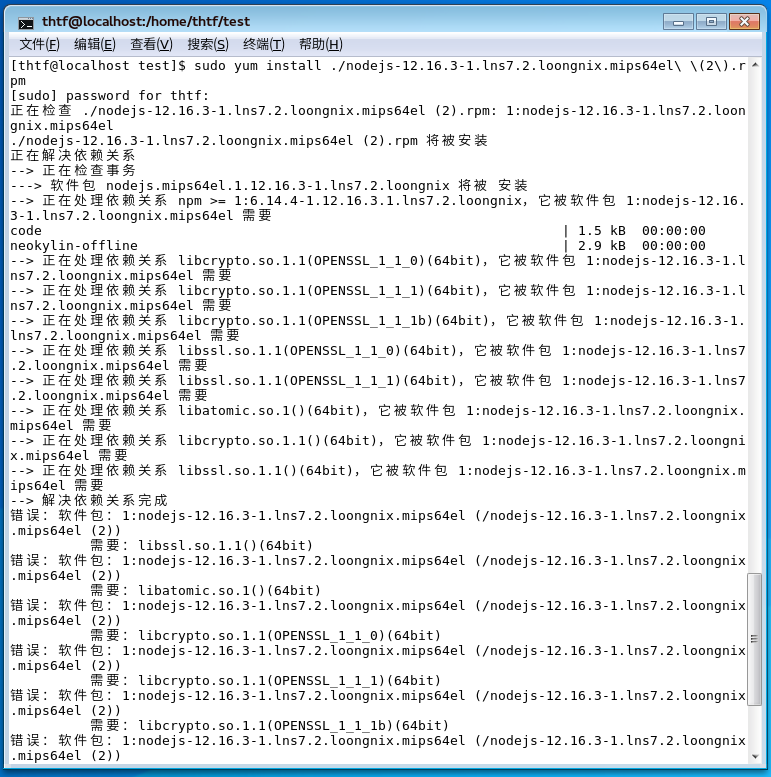 thtf@localhost:/home/thtf/test
文件(F) 编辑(E) 查看(V) 搜索(S) 终端(T) 帮助(H)
[thtf@localhost test]$ sudo yum install ./nodejs-12.16.3-1.lns7.2.loongnix.mips64el\ \(2\).r
pm
[sudo] password for thtf:
正在检查 ./nodejs-12.16.3-1.lns7.2.loongnix.mips64el (2).rpm: 1:nodejs-12.16.3-1.lns7.2.loon
gnix.mips64el
./nodejs-12.16.3-1.lns7.2.loongnix.mips64el (2).rpm 将被安装
正在解决依赖关系
--> 正在检查事务
---> 软件包 nodejs.mips64el.1.12.16.3-1.lns7.2.loongnix 将被 安装
--> 正在处理依赖关系 npm >= 1:6.14.4-1.12.16.3.1.lns7.2.loongnix，它被软件包 1:nodejs-12.16.
3-1.lns7.2.loongnix.mips64el 需要
code | 1.5 kB 00:00:00
neokylin-offline | 2.9 kB 00:00:00
--> 正在处理依赖关系 libcrypto.so.1.1(OPENSSL_1_1_0)(64bit)，它被软件包 1:nodejs-12.16.3-1.l
ns7.2.loongnix.mips64el 需要
--> 正在处理依赖关系 libcrypto.so.1.1(OPENSSL_1_1_1)(64bit)，它被软件包 1:nodejs-12.16.3-1.l
ns7.2.loongnix.mips64el 需要
--> 正在处理依赖关系 libcrypto.so.1.1(OPENSSL_1_1_1b)(64bit)，它被软件包 1:nodejs-12.16.3-1.
lns7.2.loongnix.mips64el 需要
--> 正在处理依赖关系 libssl.so.1.1(OPENSSL_1_1_0)(64bit)，它被软件包 1:nodejs-12.16.3-1.lns7
.2.loongnix.mips64el 需要
--> 正在处理依赖关系 libssl.so.1.1(OPENSSL_1_1_1)(64bit)，它被软件包 1:nodejs-12.16.3-1.lns7
.2.loongnix.mips64el 需要
--> 正在处理依赖关系 libatomic.so.1()(64bit)，它被软件包 1:nodejs-12.16.3-1.lns7.2.loongnix.
mips64el 需要
--> 正在处理依赖关系 libcrypto.so.1.1()(64bit)，它被软件包 1:nodejs-12.16.3-1.lns7.2.loongni
x.mips64el 需要
--> 正在处理依赖关系 libssl.so.1.1()(64bit)，它被软件包 1:nodejs-12.16.3-1.lns7.2.loongnix.m
ips64el 需要
--> 解决依赖关系完成
错误：软件包：1:nodejs-12.16.3-1.lns7.2.loongnix.mips64el (/nodejs-12.16.3-1.lns7.2.loongnix
.mips64el (2))
需要：libssl.so.1.1()(64bit)
错误：软件包：1:nodejs-12.16.3-1.lns7.2.loongnix.mips64el (/nodejs-12.16.3-1.lns7.2.loongnix
.mips64el (2))
需要：libatomic.so.1()(64bit)
错误：软件包：1:nodejs-12.16.3-1.lns7.2.loongnix.mips64el (/nodejs-12.16.3-1.lns7.2.loongnix
.mips64el (2))
需要：libcrypto.so.1.1(OPENSSL_1_1_0)(64bit)
错误：软件包：1:nodejs-12.16.3-1.lns7.2.loongnix.mips64el (/nodejs-12.16.3-1.lns7.2.loongnix
.mips64el (2))
需要：libcrypto.so.1.1(OPENSSL_1_1_1)(64bit)
错误：软件包：1:nodejs-12.16.3-1.lns7.2.loongnix.mips64el (/nodejs-12.16.3-1.lns7.2.loongnix
.mips64el (2))
需要：libcrypto.so.1.1(OPENSSL_1_1_1b)(64bit)
错误：软件包：1:nodejs-12.16.3-1.lns7.2.loongnix.mips64el (/nodejs-12.16.3-1.lns7.2.loongnix
.mips64el (2))